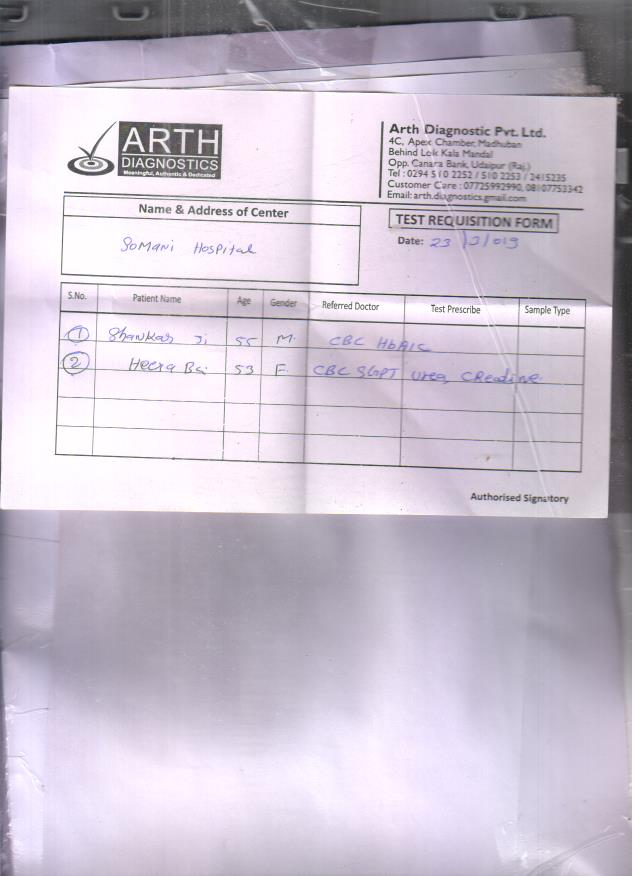 ARTH
DIAGNOSTICS
Meaningful, Authentic & Dedicated
Arth Diagnostic Pvt. Ltd.
4C, Apex Chamber, Madhuban
Behind Lok Kala Mandal
Opp. Canara Bank, Udaipur (Raj.)
Tel : 0294 510 2252 / 510 2253 / 2415235
Customer Care : 07725992990, 08107753342
Email: arth.diagnostics.gmail.com
Name & Address of Center
TEST REQUISITION FORM
Somani Hospital
Date: 23
S.No. Patient Name Age Gender Referred Doctor Test Prescribe Sample Type
1 Shankar Ji 55 M. CBC HbA1C
2 Heera Bai 53 F. CBC SGPT Urea,
Authorised Signatory